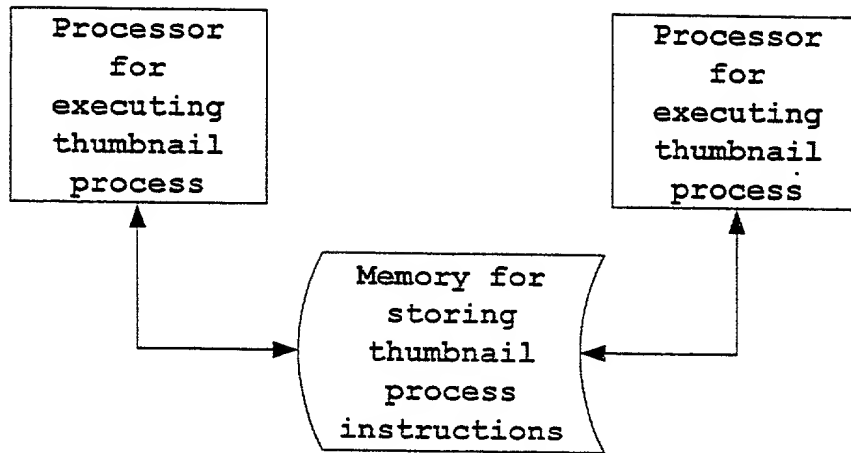 Processor
for
executing
thumbnail
process
Processor
for
executing
thumbnail
process
Memory for
storing
thumbnail
process
instructions